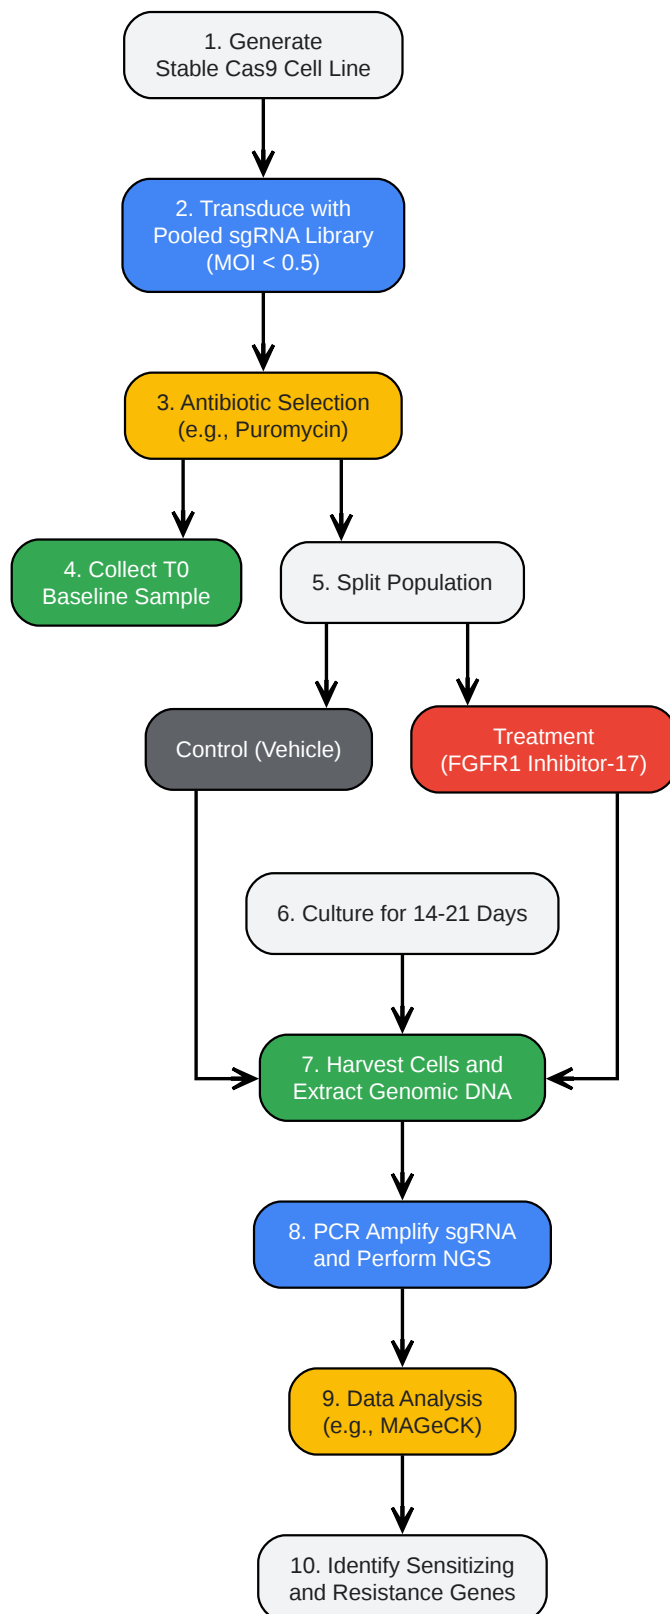 1. Generate
Stable Cas9 Cell Line
2. Transduce with
Pooled sgRNA Library
(MOI < 0.5)
3. Antibiotic Selection
(e.g., Puromycin)
4. Collect T0
Baseline Sample
5. Split Population
Control (Vehicle)
Treatment
(FGFR1 Inhibitor-17)
6. Culture for 14-21 Days
7. Harvest Cells and
Extract Genomic DNA
8. PCR Amplify sgRNA
and Perform NGS
9. Data Analysis
(e.g., MAGeCK)
10. Identify Sensitizing
and Resistance Genes